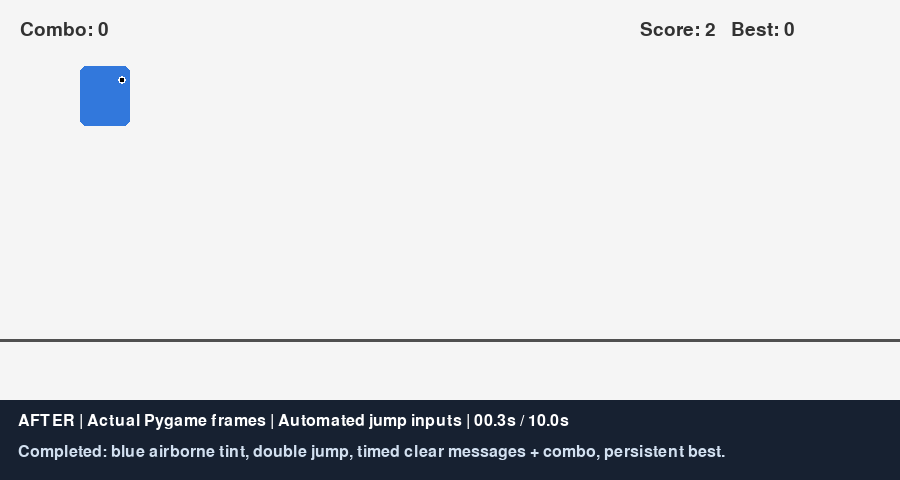 Combo: 0
Score: 2 Best: 0
AFTER | Actual Pygame frames | Automated jump inputs | 00.3s / 10.0s
Completed: blue airborne tint, double jump, timed clear messages + combo, persistent best.